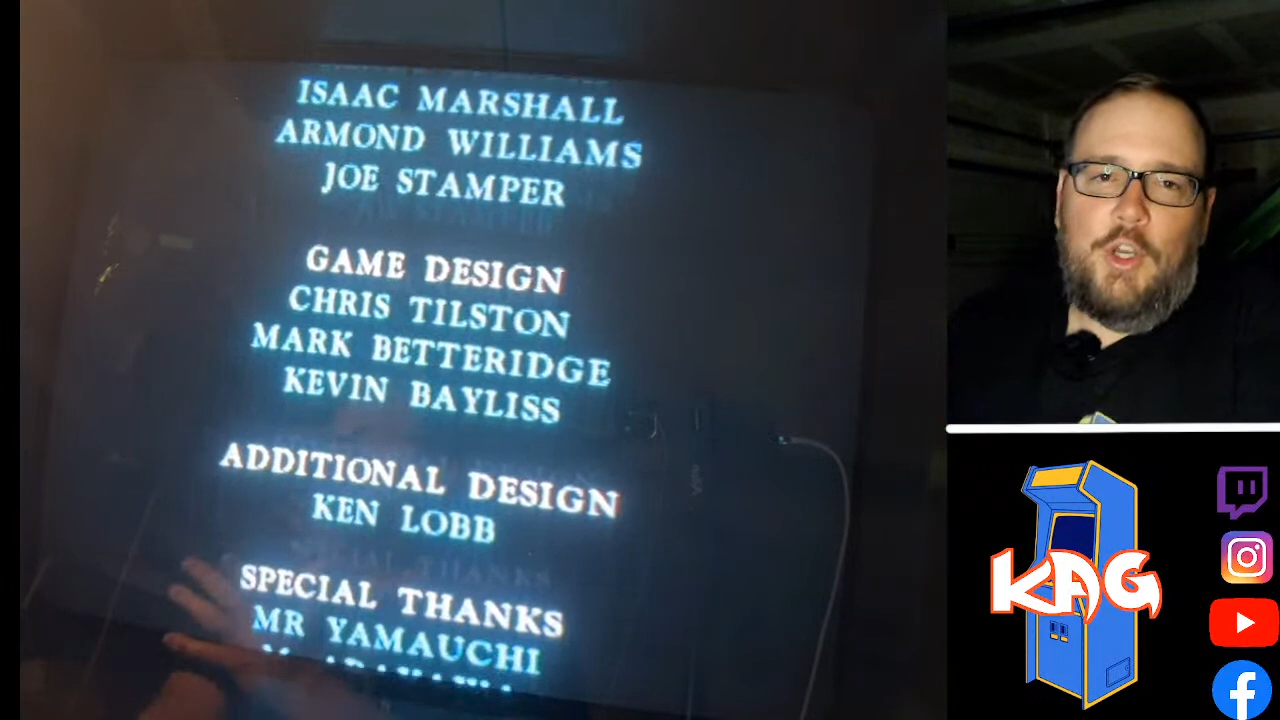 ISAAC MARSHALL
ARMOND WILLIAMS
JOE STAMPER
GAME DESIGN
CHRIS TILSTON
MARK BETTERIDGE
KEVIN BAYLISS
ADDITIONAL DESIGN
KEN LOBB
SPECIAL THANKS
MR YAMAUCHI
KAG